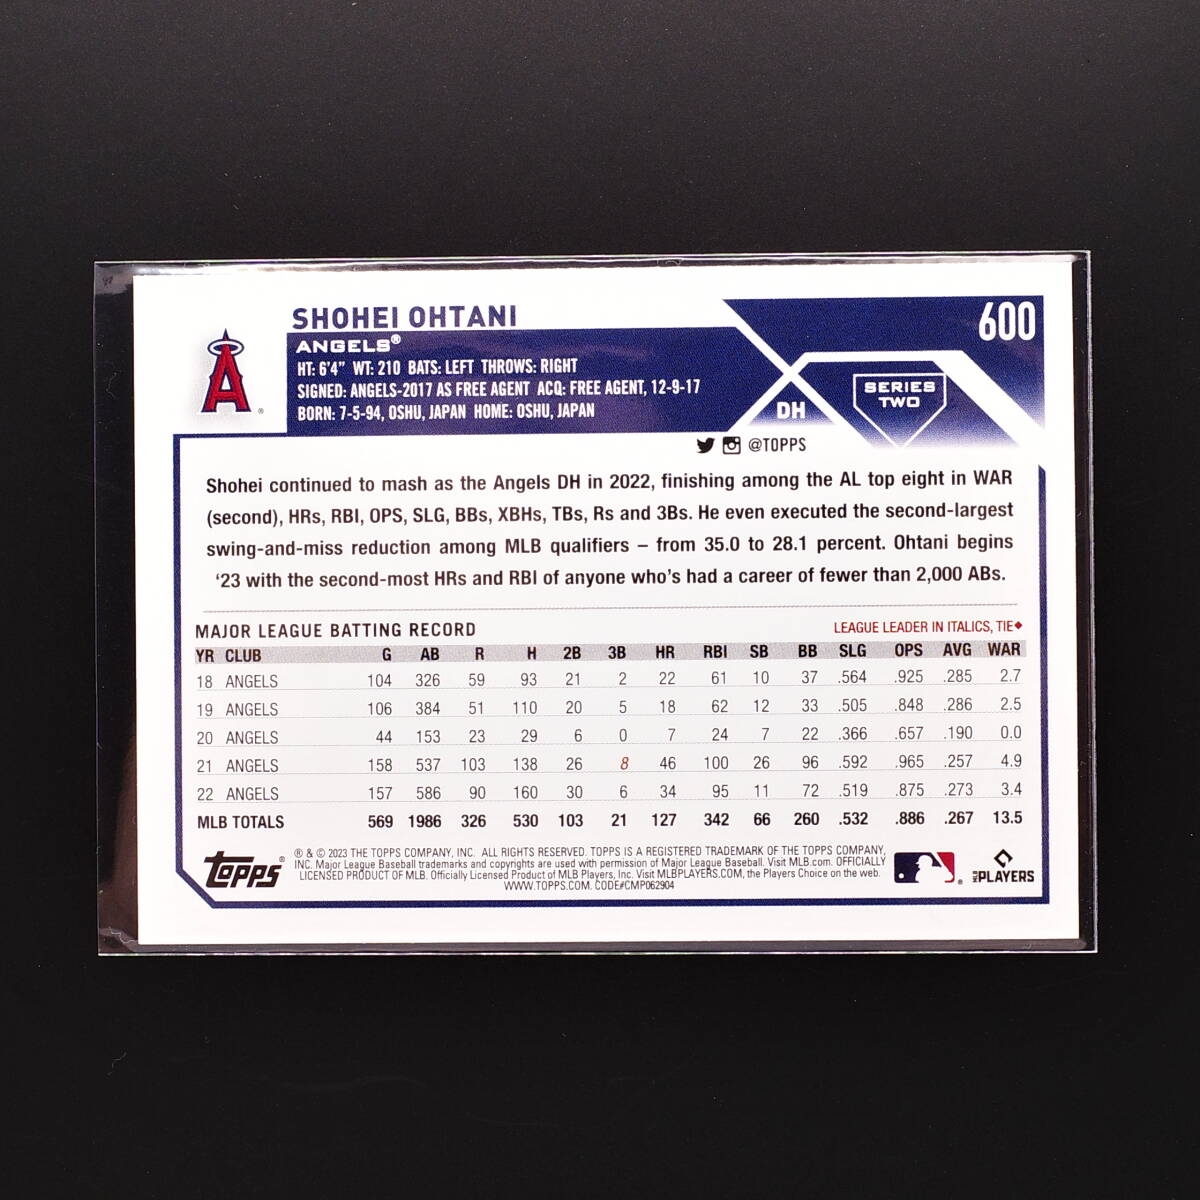 SHOHEI OHTANI
600
ANGELS®
HT: 6'4" WT: 210 BATS: LEFT THROWS: RIGHT
SIGNED: ANGELS-2017 AS FREE AGENT ACQ: FREE AGENT, 12-9-17
BORN: 7-5-94, OSHU, JAPAN HOME: OSHU, JAPAN
DH
SERIES
TWO
A®
@TOPPS
Shohei continued to mash as the Angels DH in 2022, finishing among the AL top eight in WAR
(second), HRs, RBI, OPS, SLG, BBs, XBHs, TBs, Rs and 3Bs. He even executed the second-largest
swing-and-miss reduction among MLB qualifiers – from 35.0 to 28.1 percent. Ohtani begins
‘23 with the second-most HRs and RBI of anyone who’s had a career of fewer than 2,000 ABs.
MAJOR LEAGUE BATTING RECORD
LEAGUE LEADER IN ITALICS, TIE◆
YR CLUB G AB R H 2B 3B HR RBI SB BB SLG OPS AVG WAR
18 ANGELS 104 326 59 93 21 2 22 61 10 37 .564 .925 .285 2.7
19 ANGELS 106 384 51 110 20 5 18 62 12 33 .505 .848 .286 2.5
20 ANGELS 44 153 23 29 6 0 7 24 7 22 .366 .657 .190 0.0
21 ANGELS 158 537 103 138 26 8 46 100 26 96 .592 .965 .257 4.9
22 ANGELS 157 586 90 160 30 6 34 95 11 72 .519 .875 .273 3.4
MLB TOTALS 569 1986 326 530 103 21 127 342 66 260 .532 .886 .267 13.5
Topps®
® & © 2023 THE TOPPS COMPANY, INC. ALL RIGHTS RESERVED. TOPPS IS A REGISTERED TRADEMARK OF THE TOPPS COMPANY,
INC. Major League Baseball trademarks and copyrights are used with permission of Major League Baseball. Visit MLB.com. OFFICIALLY
LICENSED PRODUCT OF MLB. Officially Licensed Product of MLB Players, Inc. Visit MLBPLAYERS.COM, the Players Choice on the web.
WWW.TOPPS.COM. CODE#CMP062904
MLB PLAYERS